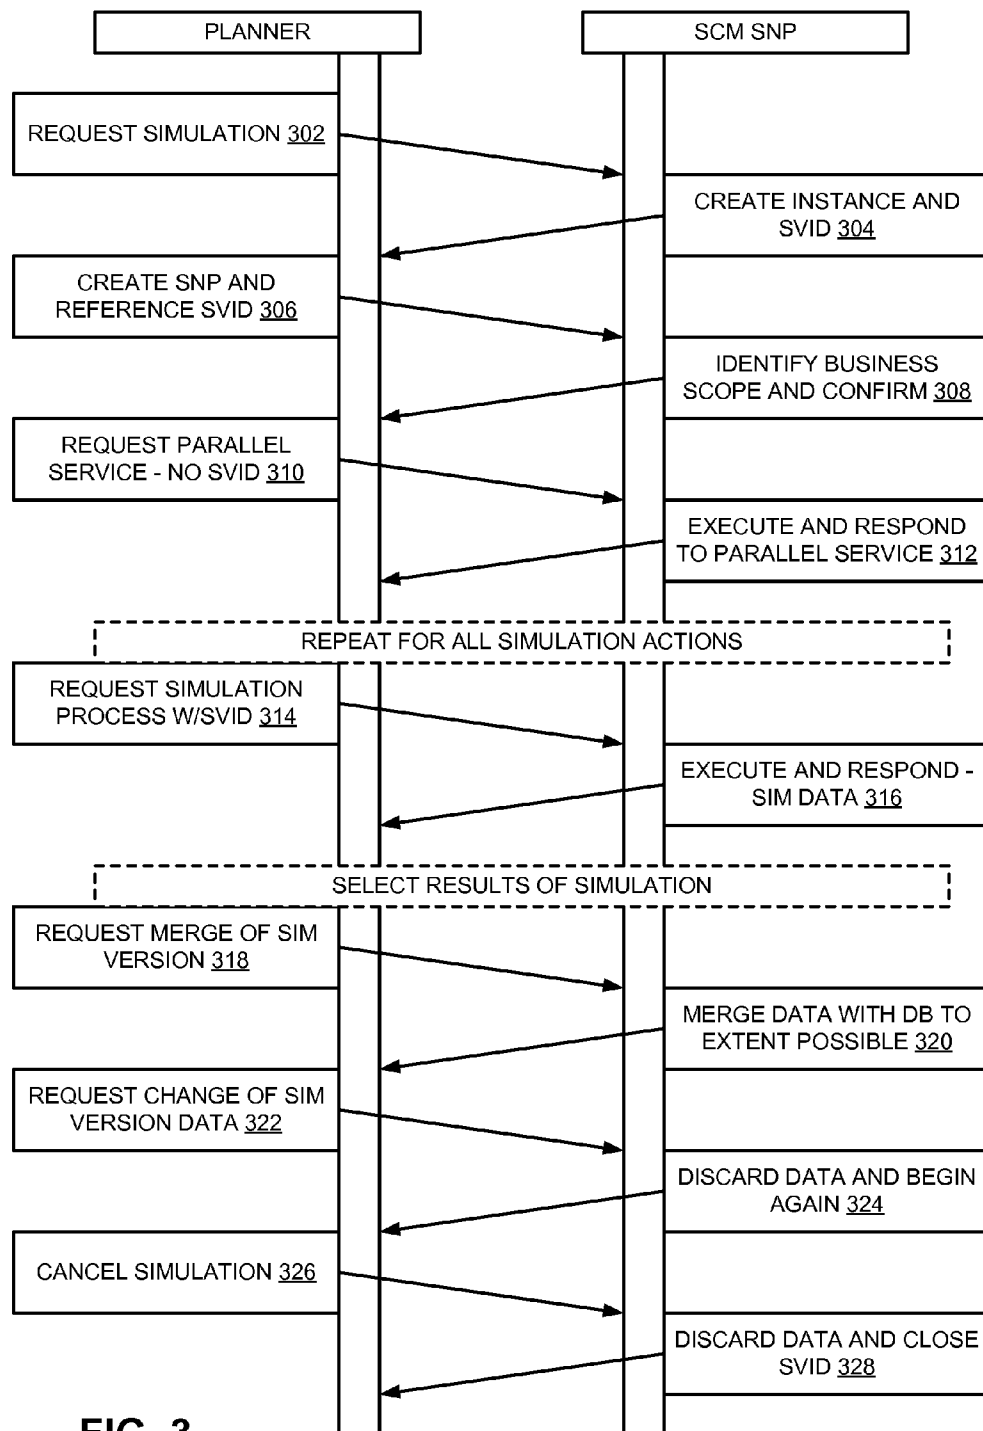 PLANNER
SCM SNP
REQUEST SIMULATION 302
CREATE INSTANCE AND
SVID 304
CREATE SNP AND
REFERENCE SVID 306
IDENTIFY BUSINESS
SCOPE AND CONFIRM 308
REQUEST PARALLEL
SERVICE - NO SVID 310
EXECUTE AND RESPOND
TO PARALLEL SERVICE 312
REPEAT FOR ALL SIMULATION ACTIONS
REQUEST SIMULATION
PROCESS W/SVID 314
EXECUTE AND RESPOND -
SIM DATA 316
SELECT RESULTS OF SIMULATION
REQUEST MERGE OF SIM
VERSION 318
MERGE DATA WITH DB TO
EXTENT POSSIBLE 320
REQUEST CHANGE OF SIM
VERSION DATA 322
DISCARD DATA AND BEGIN
AGAIN 324
CANCEL SIMULATION 326
DISCARD DATA AND CLOSE
SVID 328
FIG. 3